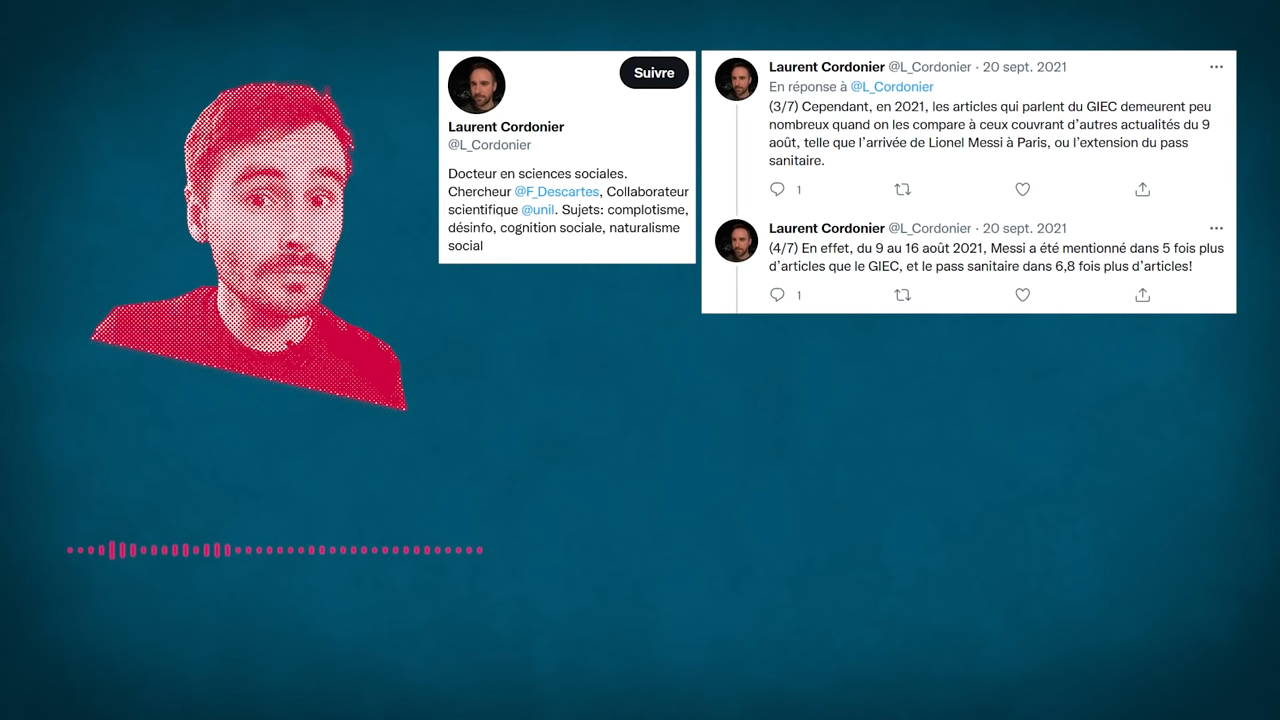 Suivre
Laurent Cordonier
@L_Cordonier
Docteur en sciences sociales.
Chercheur @F_Descartes, Collaborateur
scientifique @unil. Sujets: complotisme,
désinfo, cognition sociale, naturalisme
social
Laurent Cordonier @L_Cordonier · 20 sept. 2021
En réponse à @L_Cordonier
(3/7) Cependant, en 2021, les articles qui parlent du GIEC demeurent peu
nombreux quand on les compare à ceux couvrant d’autres actualités du 9
août, telle que l’arrivée de Lionel Messi à Paris, ou l’extension du pass
sanitaire.
1
Laurent Cordonier @L_Cordonier · 20 sept. 2021
(4/7) En effet, du 9 au 16 août 2021, Messi a été mentionné dans 5 fois plus
d’articles que le GIEC, et le pass sanitaire dans 6,8 fois plus d’articles!
1